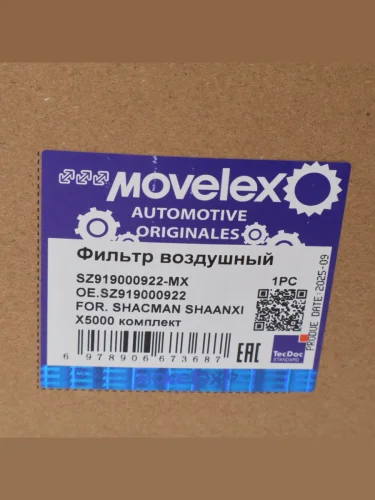 Movelex
AUTOMOTIVE
ORIGINALES
Фильтр воздушный
SZ919000922-MX
1PC
OE.SZ919000922
FOR. SHACMAN SHAANXI
X5000 комплект
6 978906 673687
EAC
TecDoc
STANDARD
PRODUE DATE:2025-09